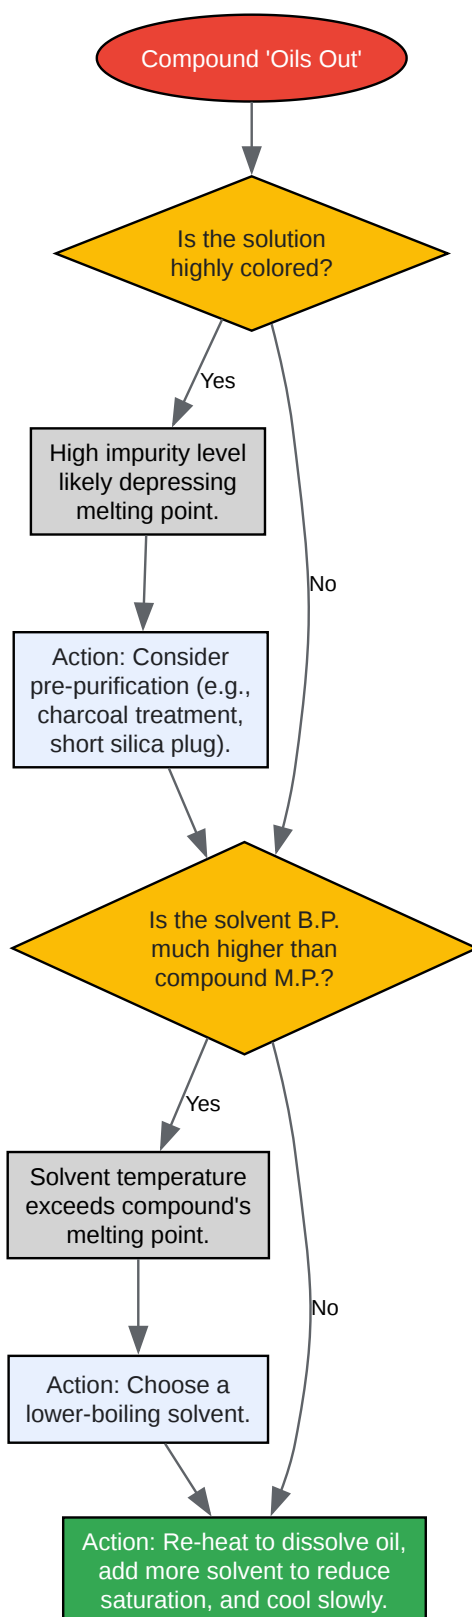 Compound 'Oils Out'
Is the solution
highly colored?
Yes
High impurity level
likely depressing
melting point.
No
Action: Consider
pre-purification (e.g.,
charcoal treatment,
short silica plug).
Is the solvent B.P.
much higher than
compound M.P.?
Yes
Solvent temperature
exceeds compound's
melting point.
No
Action: Choose a
lower-boiling solvent.
Action: Re-heat to dissolve oil,
add more solvent to reduce
saturation, and cool slowly.